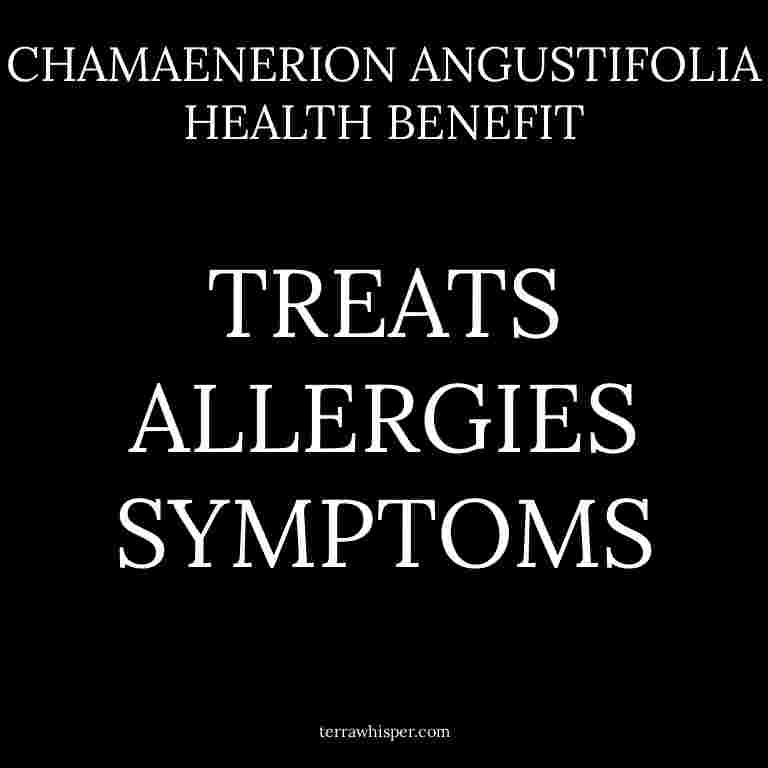 CHAMAENERION ANGUSTIFOLIA
HEALTH BENEFIT
TREATS
ALLERGIES
SYMPTOMS
terrawhisper.com